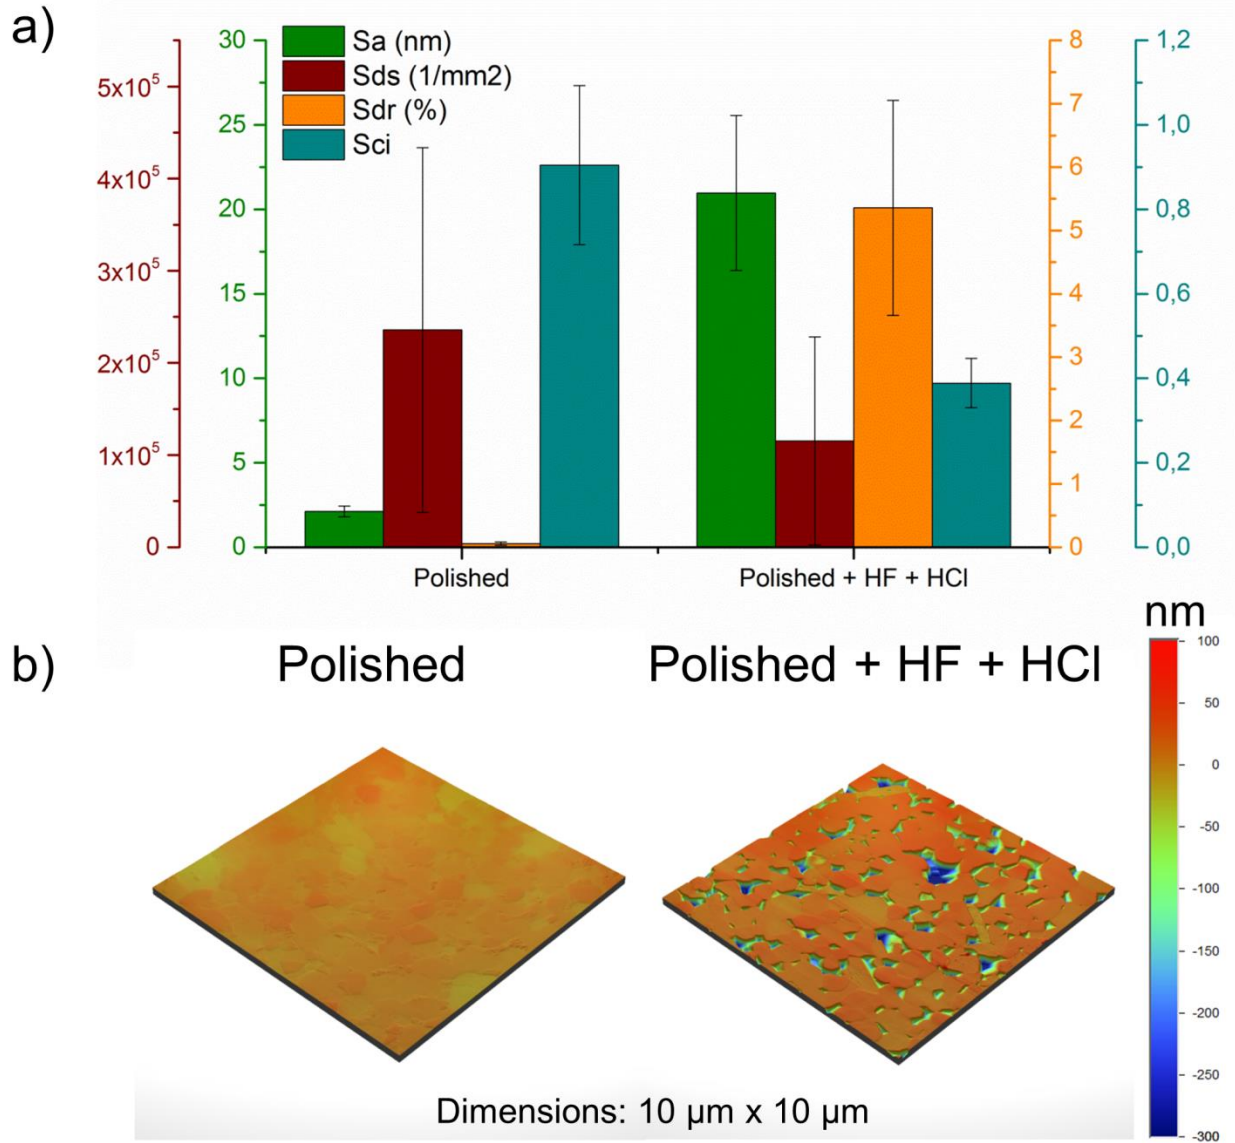 a)
Sa (nm)
Sds (1/mm2)
Sdr (%)
Sci
5x10⁵
4x10⁵
3x10⁵
2x10⁵
1x10⁵
0
30
25
20
15
10
5
0
8
7
6
5
4
3
2
1
0
1,2
1,0
0,8
0,6
0,4
0,2
0,0
Polished
Polished + HF + HCl
b)
Polished
Polished + HF + HCl
nm
100
50
0
-50
-100
-150
-200
-250
-300
Dimensions: 10 µm x 10 µm